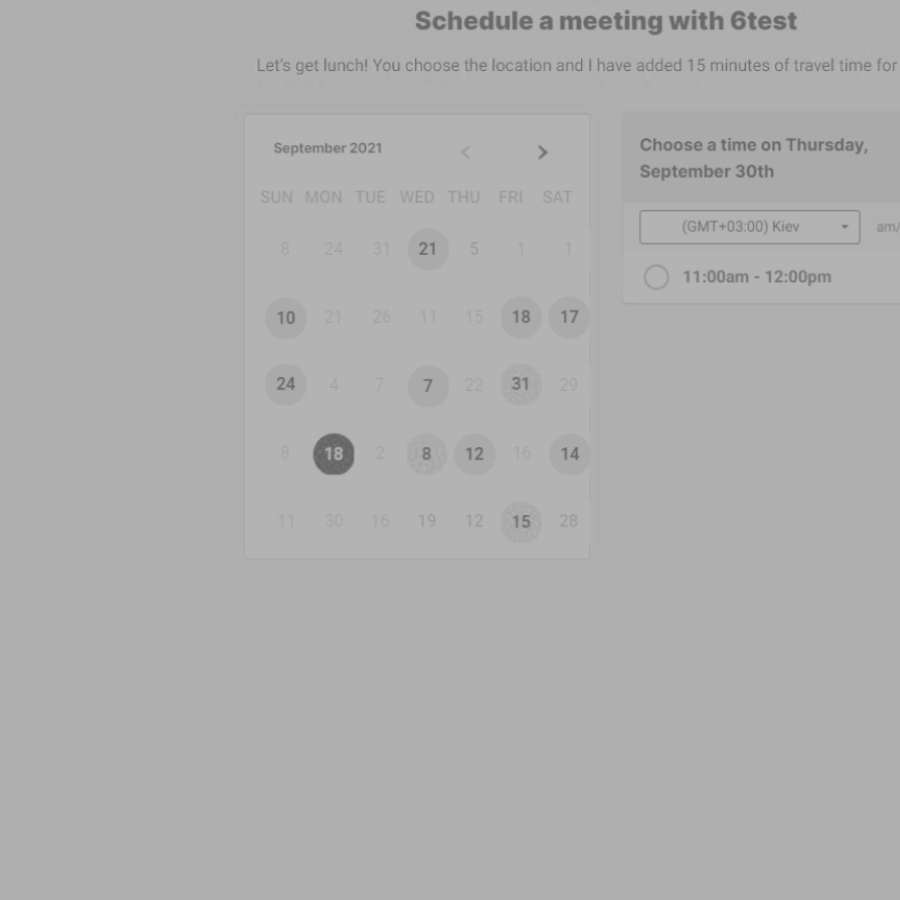 Schedule a meeting with 6test
Let's get lunch! You choose the location and I have added 15 minutes of travel time for
September 2021
SUN MON TUE WED THU FRI SAT
8 24 31 21 5 1 1
10 21 26 11 15 18 17
24 4 7 7 22 31 29
8 18 2 8 12 16 14
11 30 16 19 12 15 28
Choose a time on Thursday,
September 30th
(GMT+03:00) Kiev am/
11:00am - 12:00pm